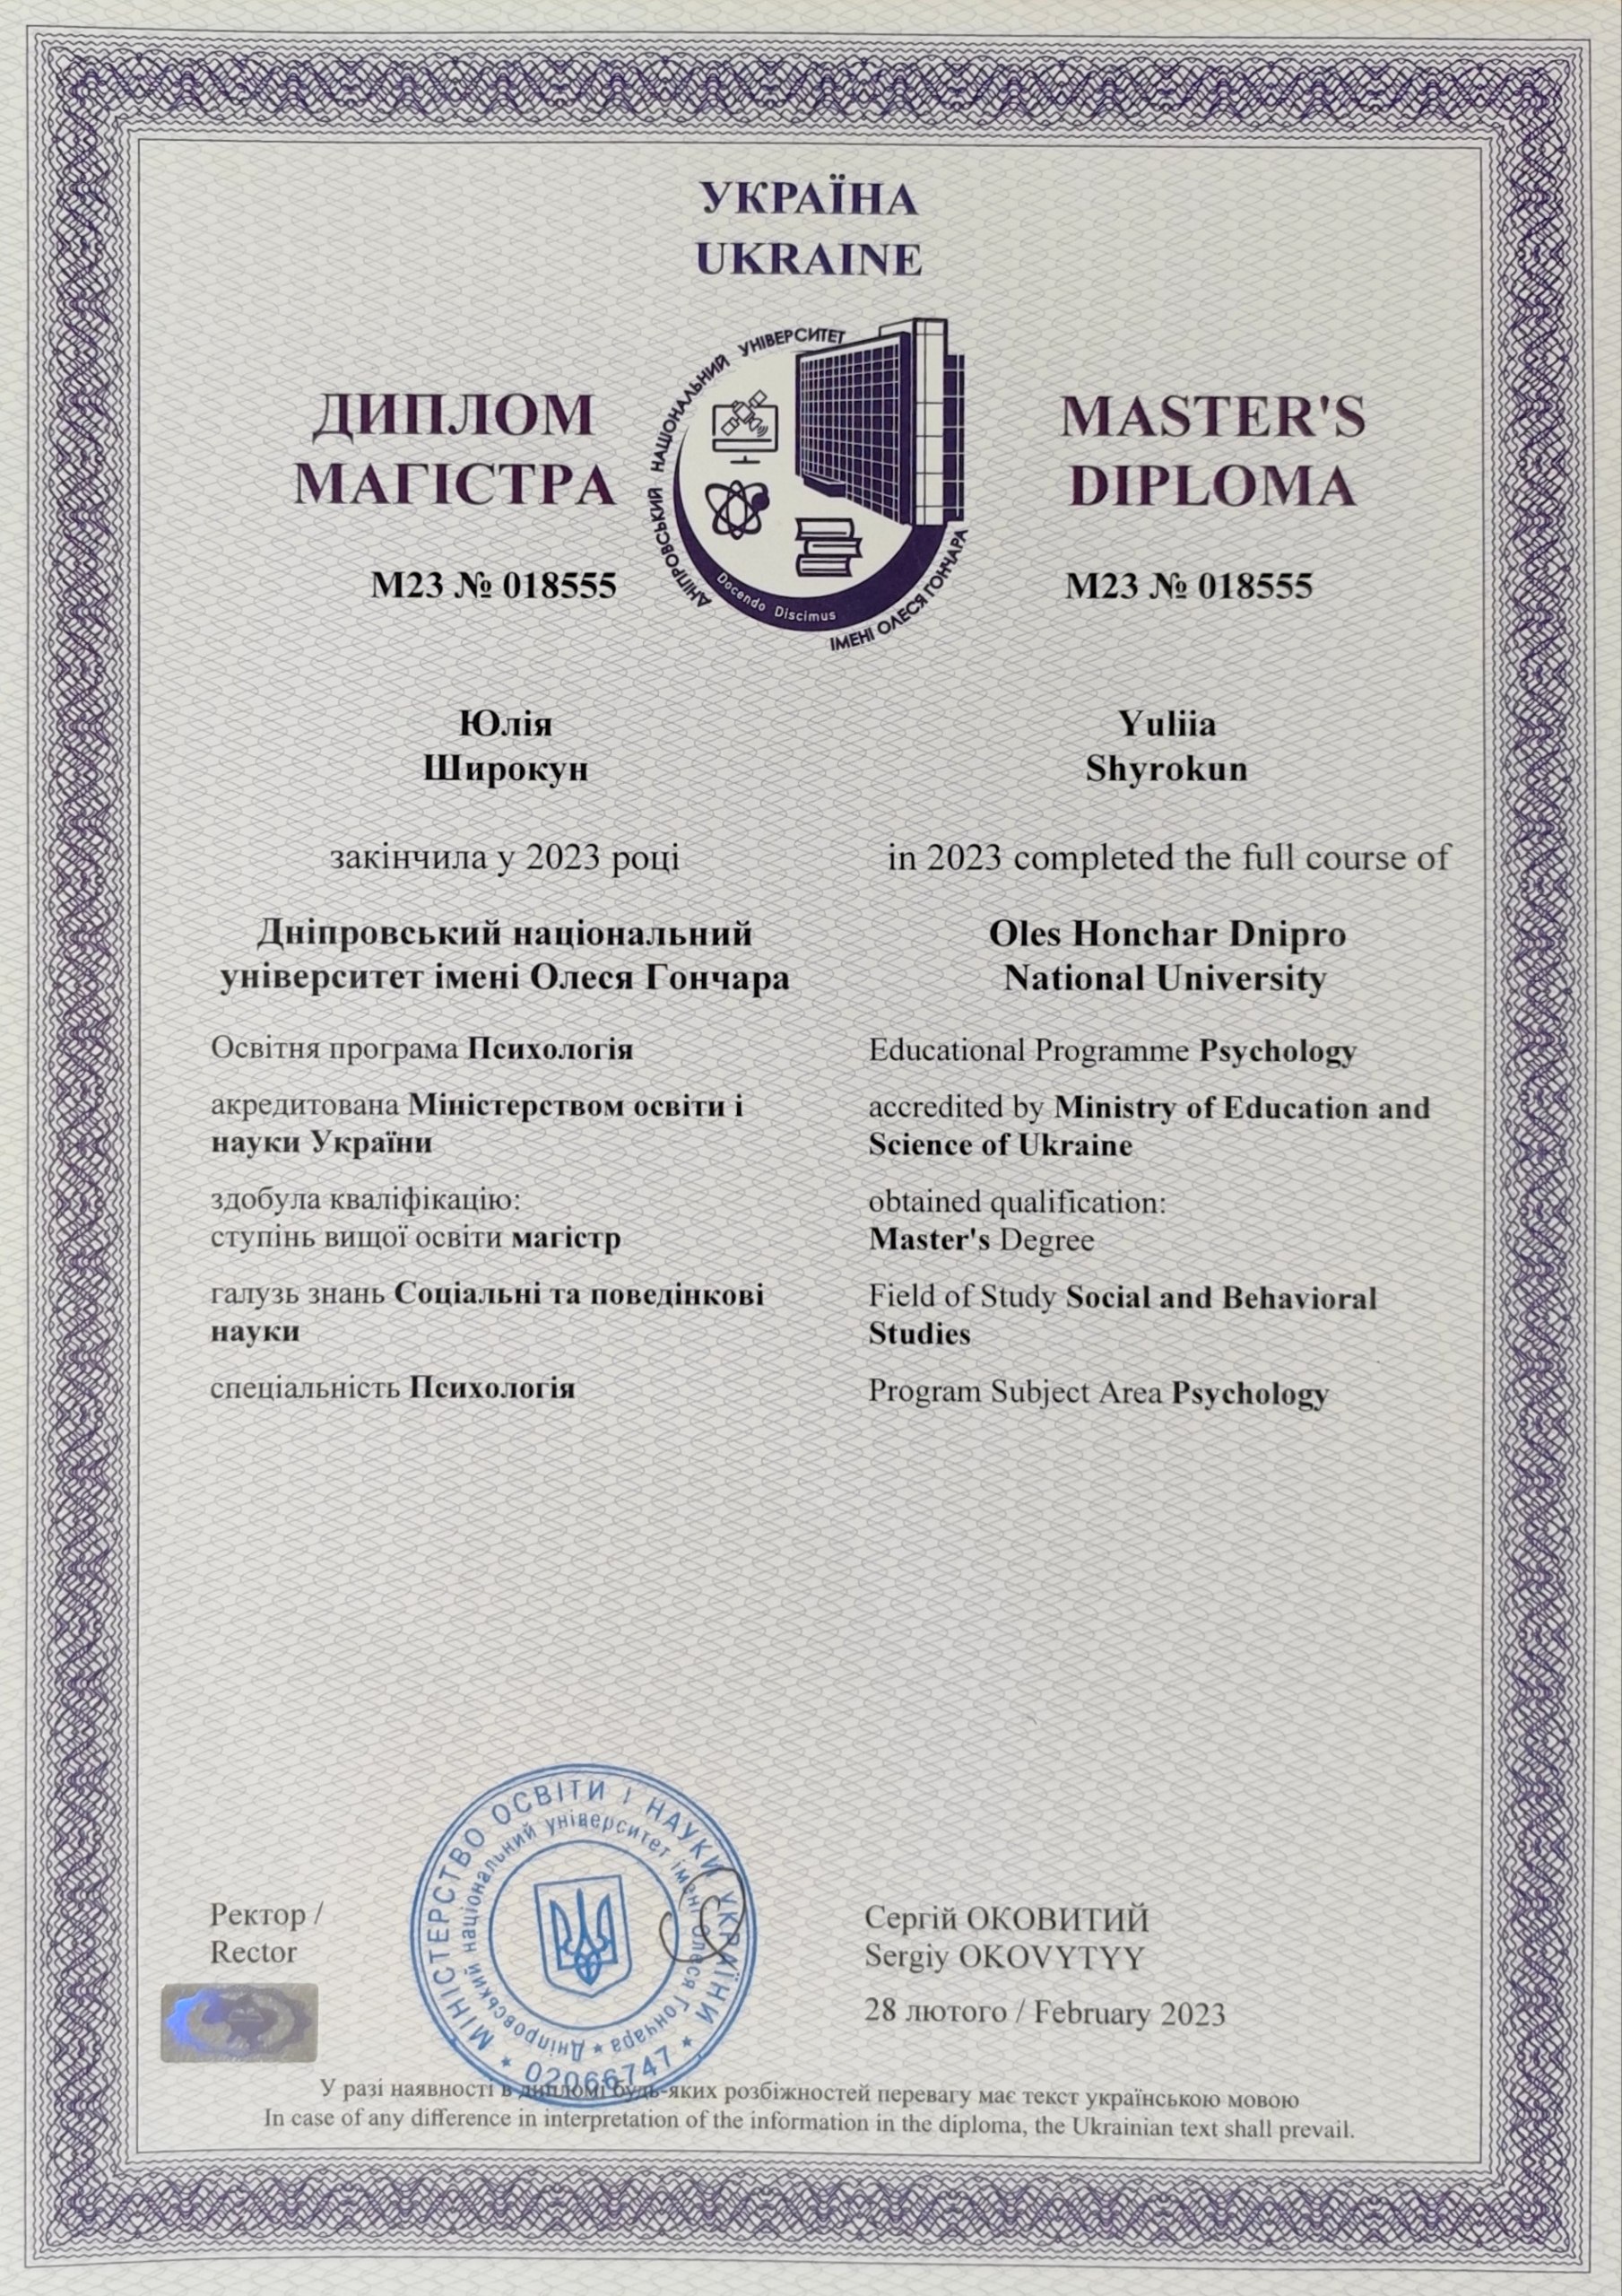 УКРАЇНА
UKRAINE
ДИПЛОМ
МАГІСТРА
М23 № 018555
ДНІПРОВСЬКИЙ НАЦІОНАЛЬНИЙ УНІВЕРСИТЕТ
ІМЕНІ ОЛЕСЯ ГОНЧАРА
Docendo Discimus
MASTER'S
DIPLOMA
М23 № 018555
Юлія
Широкун
закінчила у 2023 році
Дніпровський національний
університет імені Олеся Гончара
Освітня програма Психологія
акредитована Міністерством освіти і
науки України
здобула кваліфікацію:
ступінь вищої освіти магістр
галузь знань Соціальні та поведінкові
науки
спеціальність Психологія
Yuliia
Shyrokun
in 2023 completed the full course of
Oles Honchar Dnipro
National University
Educational Programme Psychology
accredited by Ministry of Education and
Science of Ukraine
obtained qualification:
Master's Degree
Field of Study Social and Behavioral
Studies
Program Subject Area Psychology
Ректор /
Rector
МІНІСТЕРСТВО ОСВІТИ І НАУКИ УКРАЇНИ
Дніпровський національний університет імені Олеся Гончара
02066747
Сергій ОКОВИТИЙ
Sergiy OKOVYTYY
28 лютого / February 2023
У разі наявності в дипломі будь-яких розбіжностей перевагу має текст українською мовою
In case of any difference in interpretation of the information in the diploma, the Ukrainian text shall prevail.